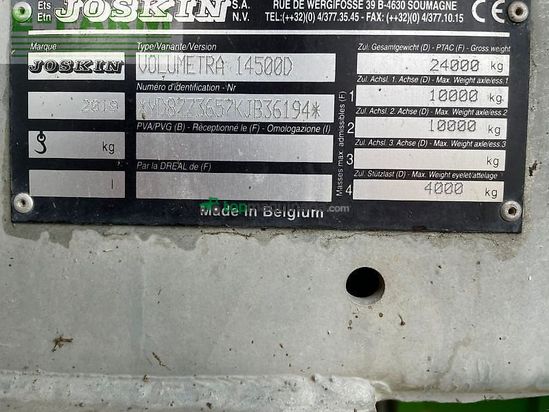 Ets JOSKIN S.A.
Etn N.V.
RUE DE WERGIFOSSE 39 B-4630 SOUMAGNE
TEL(++32)(0) 4/377.35.45 - FAX: (++32)(0) 4/377.10.15
CE
Marque
JOSKIN
2019
kg
Type/Variante/Version
VOLUMETRA 14500D
Numéro d'identification - Nr
PVA/PVG (B) - Réceptionné le (F) - Omologazione (I)
Par la DREAL de (F)
Masses max. admissibles (F)
Zul. Gesamtgewicht (D) - PTAC (F) - Gross weight
24000 kg
Zul. Achsl. 1. Achse (D) - Max. Weight axle/ess.1
1 10000 kg
Zul. Achsl. 2. Achse (D) - Max. Weight axle/ess.2
2 10000 kg
Zul. Achsl. 3. Achse (D) - Max. Weight axle/ess.3
3 kg
Zul. Stützlast (D) - Max. Weight eyelet/attelage
4 4000 kg
Made in Belgium